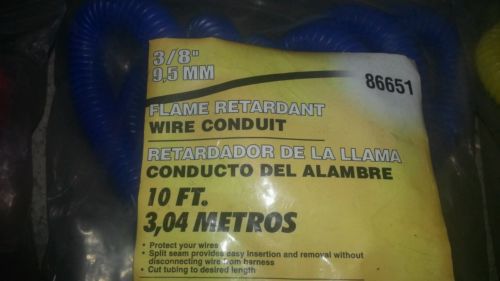 3/8"
9,5 MM
86651
FLAME RETARDANT
WIRE CONDUIT
RETARDADOR DE LA LLAMA
CONDUCTO DEL ALAMBRE
10 FT.
3,04 METROS
• Protect your wires
• Split seam provides easy insertion and removal without
disconnecting wire from harness
• Cut tubing to desired length